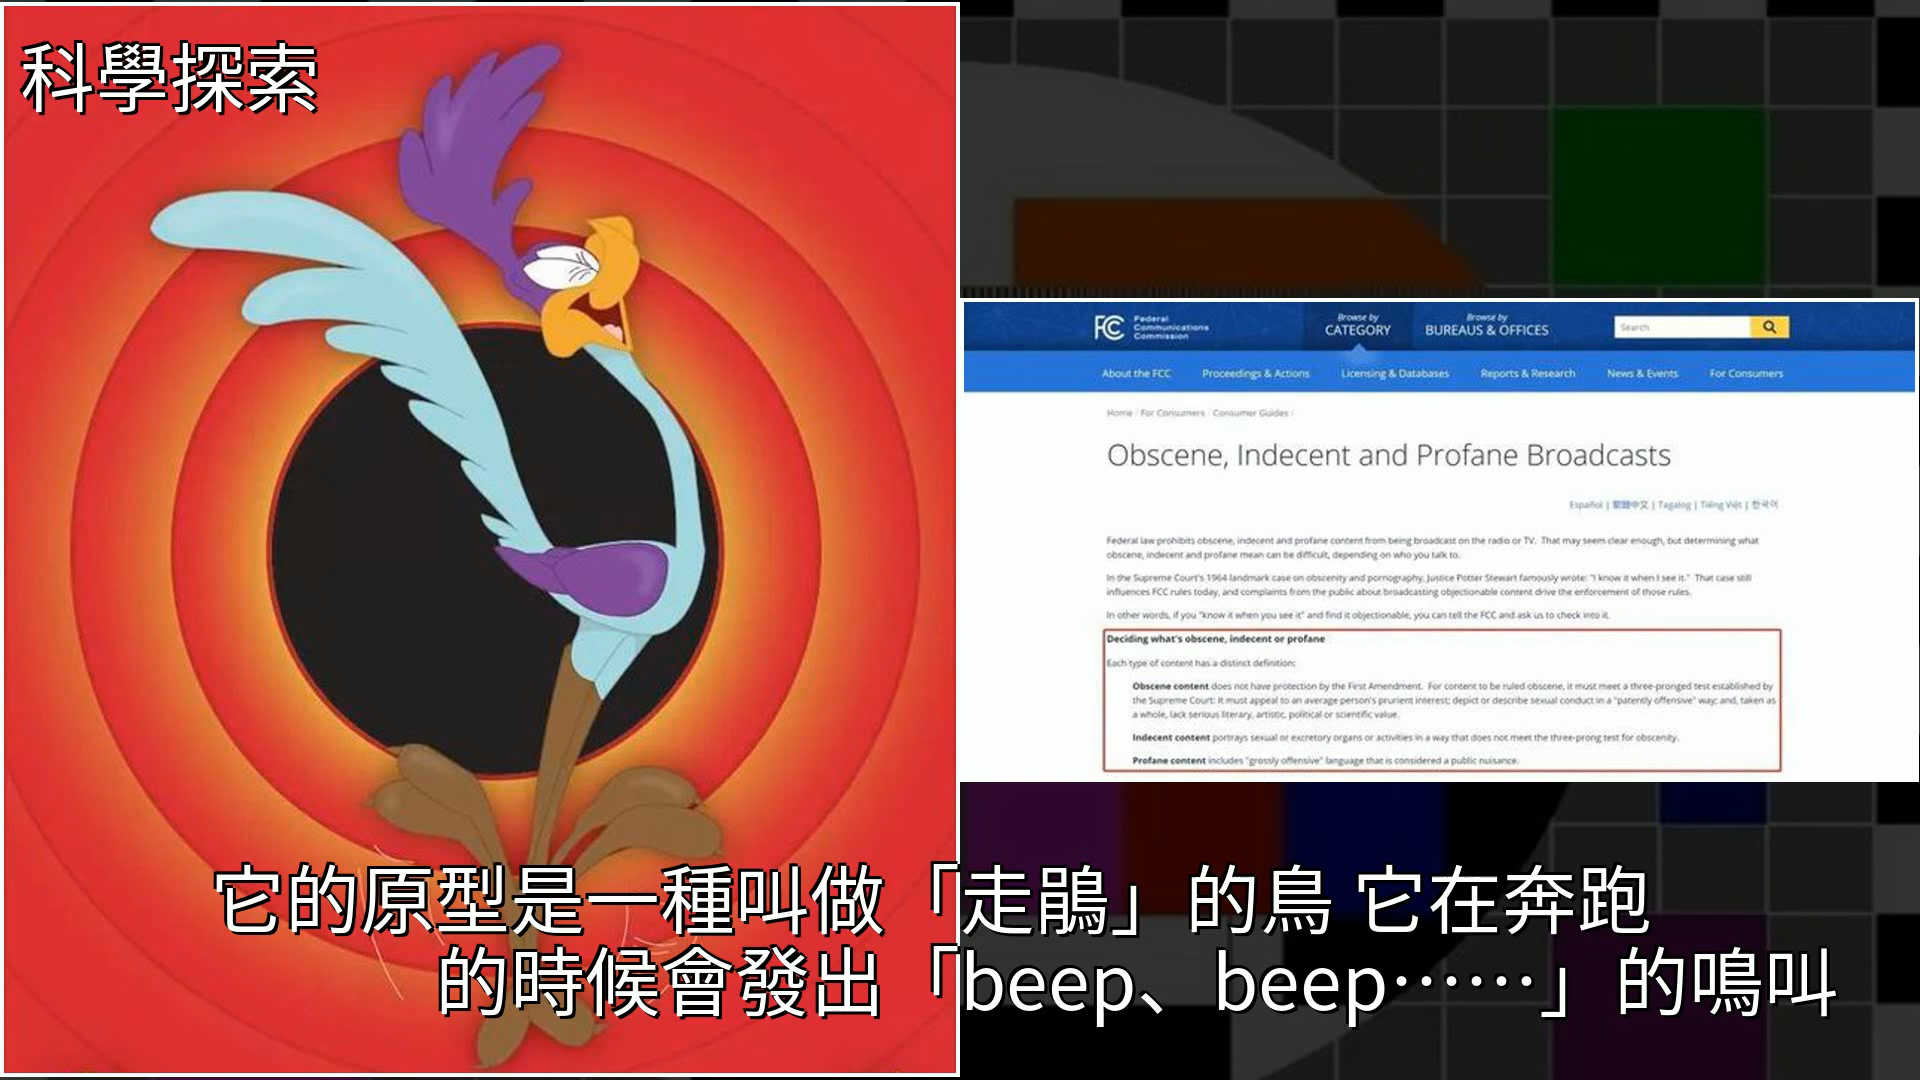 科學探索
FCC
Federal
Communications
Commission
Browse by
CATEGORY
Browse by
BUREAUS & OFFICES
Search
About the FCC
Proceedings & Actions
Licensing & Databases
Reports & Research
News & Events
For Consumers
Home / For Consumers / Consumer Guides /
Obscene, Indecent and Profane Broadcasts
Español | 繁體中文 | Tagalog | Tiếng Việt | 한국어
Federal law prohibits obscene, indecent and profane content from being broadcast on the radio or TV. That may seem clear enough, but determining what
obscene, indecent and profane mean can be difficult, depending on who you talk to.
In the Supreme Court's 1964 landmark case on obscenity and pornography, Justice Potter Stewart famously wrote: "I know it when I see it." That case still
influences FCC rules today, and complaints from the public about broadcasting objectionable content drive the enforcement of those rules.
In other words, if you "know it when you see it" and find it objectionable, you can tell the FCC and ask us to check into it.
Deciding what's obscene, indecent or profane
Each type of content has a distinct definition:
Obscene content does not have protection by the First Amendment. For content to be ruled obscene, it must meet a three-pronged test established by
the Supreme Court: It must appeal to an average person's prurient interest; depict or describe sexual conduct in a "patently offensive" way; and, taken as
a whole, lack serious literary, artistic, political or scientific value.
Indecent content portrays sexual or excretory organs or activities in a way that does not meet the three-prong test for obscenity.
Profane content includes "grossly offensive" language that is considered a public nuisance.
它的原型是一種叫做「走鵑」的鳥 它在奔跑
的時候會發出「beep、beep⋯⋯」的鳴叫